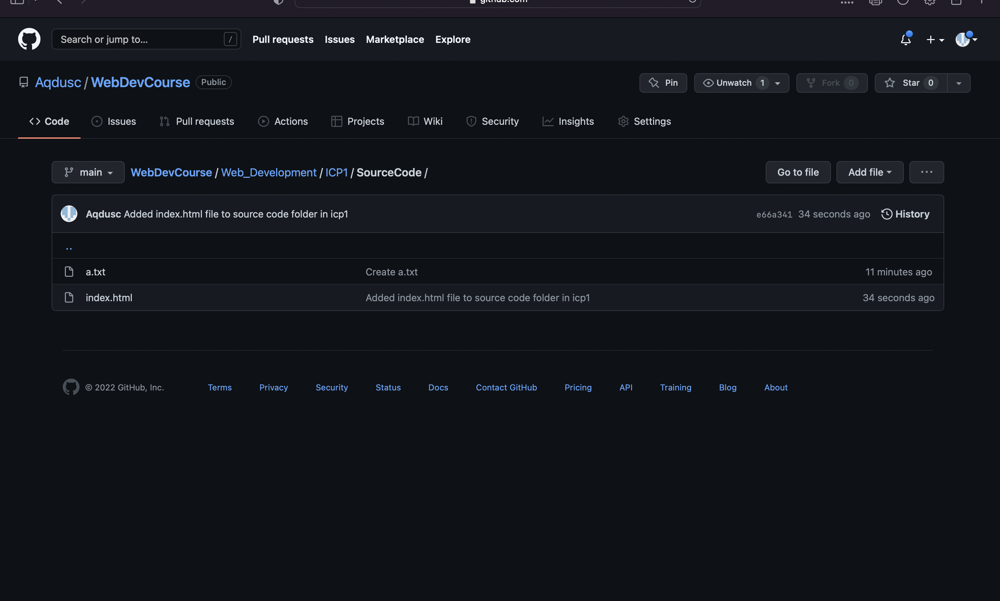 github.com
Search or jump to... /
Pull requests Issues Marketplace Explore
Aqdusc / WebDevCourse Public
Pin Unwatch 1 Fork 0 Star 0
Code Issues Pull requests Actions Projects Wiki Security Insights Settings
main WebDevCourse / Web_Development / ICP1 / SourceCode / Go to file Add file ...
Aqdusc Added index.html file to source code folder in icp1 e66a341 34 seconds ago History
..
a.txt Create a.txt 11 minutes ago
index.html Added index.html file to source code folder in icp1 34 seconds ago
© 2022 GitHub, Inc. Terms Privacy Security Status Docs Contact GitHub Pricing API Training Blog About